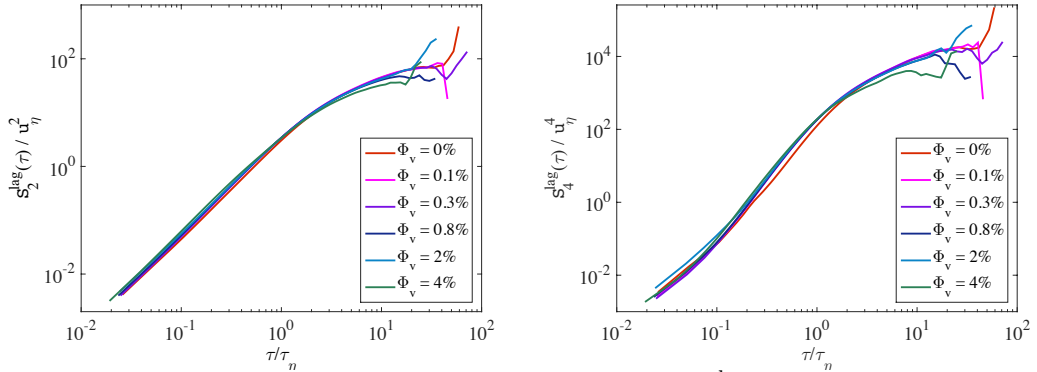 10^2
10^0
10^-2
s_2^lag(τ) / u_η^2
Φ_v = 0%
Φ_v = 0.1%
Φ_v = 0.3%
Φ_v = 0.8%
Φ_v = 2%
Φ_v = 4%
10^-2 10^-1 10^0 10^1 10^2
τ/τ_η
10^4
10^2
10^0
10^-2
s_4^lag(τ) / u_η^4
Φ_v = 0%
Φ_v = 0.1%
Φ_v = 0.3%
Φ_v = 0.8%
Φ_v = 2%
Φ_v = 4%
10^-2 10^-1 10^0 10^1 10^2
τ/τ_η